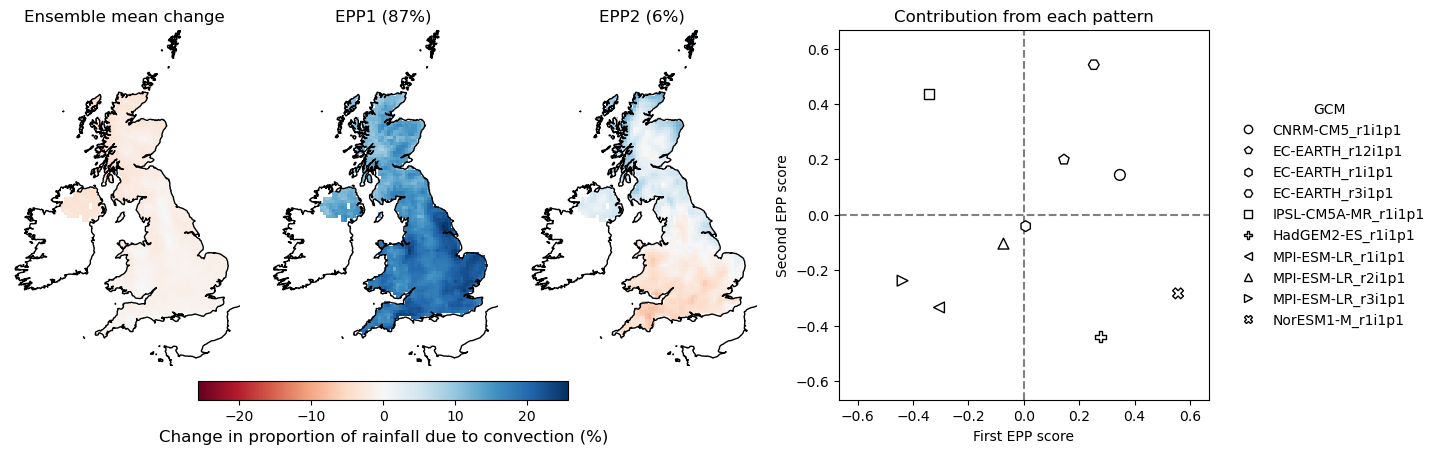 Ensemble mean change
EPP1 (87%)
EPP2 (6%)
−20
−10
0
10
20
Change in proportion of rainfall due to convection (%)
Contribution from each pattern
Second EPP score
0.6
0.4
0.2
0.0
−0.2
−0.4
−0.6
−0.6
−0.4
−0.2
0.0
0.2
0.4
0.6
First EPP score
GCM
CNRM-CM5_r1i1p1
EC-EARTH_r12i1p1
EC-EARTH_r1i1p1
EC-EARTH_r3i1p1
IPSL-CM5A-MR_r1i1p1
HadGEM2-ES_r1i1p1
MPI-ESM-LR_r1i1p1
MPI-ESM-LR_r2i1p1
MPI-ESM-LR_r3i1p1
NorESM1-M_r1i1p1